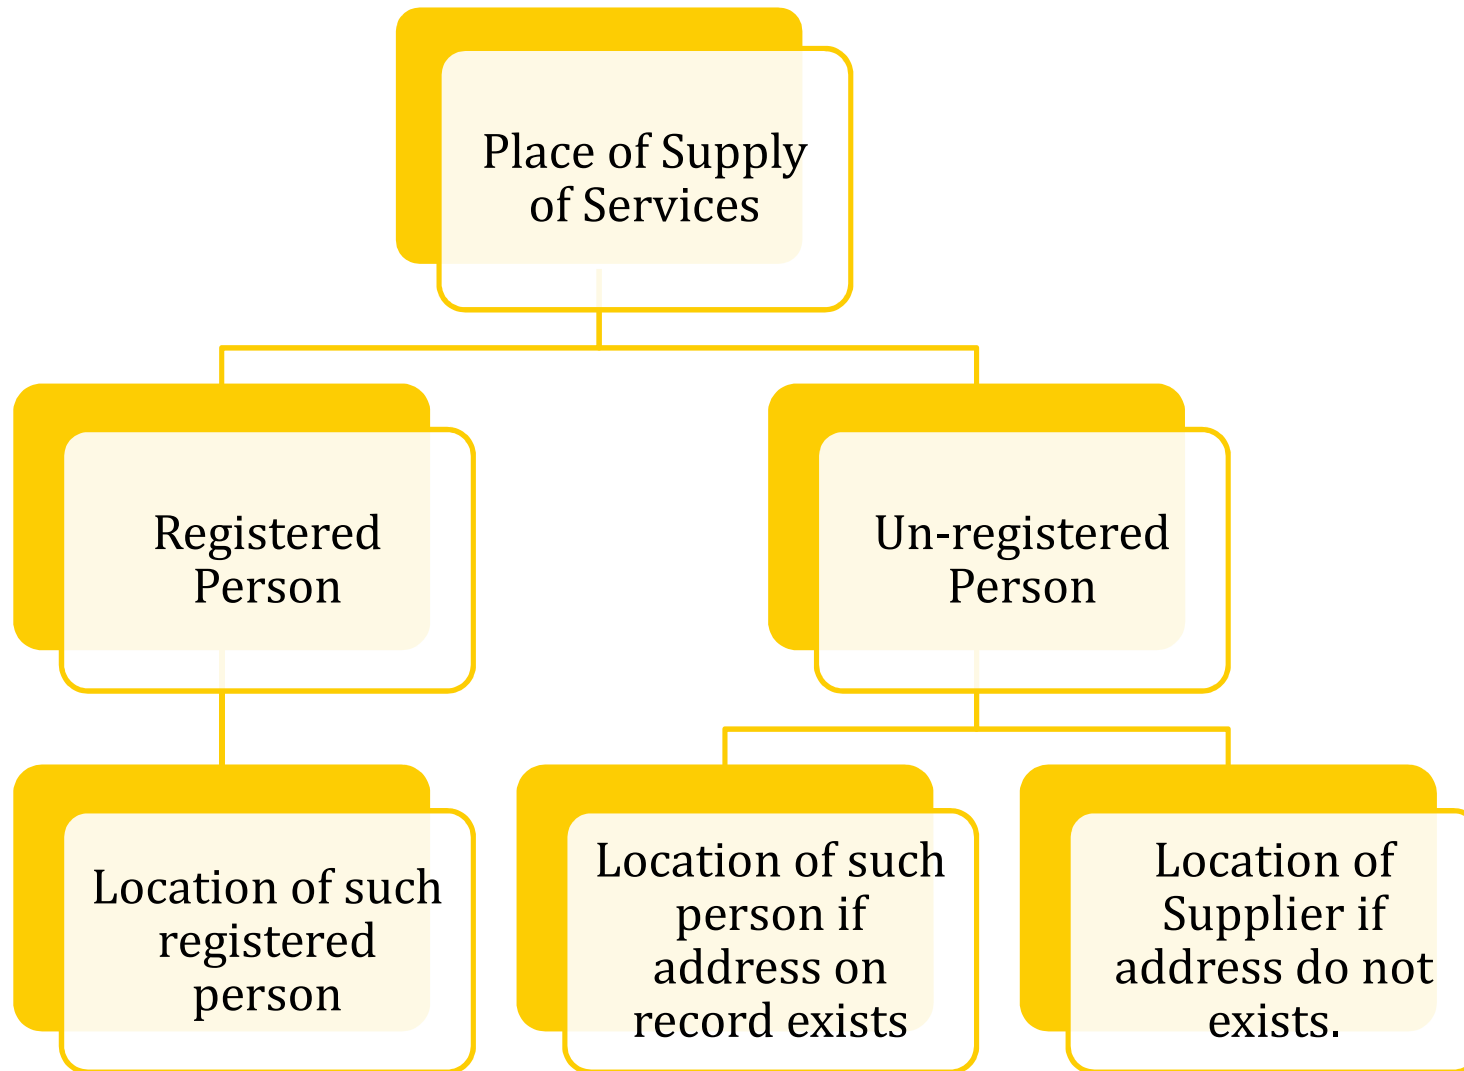 Place of Supply
of Services
Registered
Person
Un-registered
Person
Location of such
registered
person
Location of such
person if
address on
record exists
Location of
Supplier if
address do not
exists.